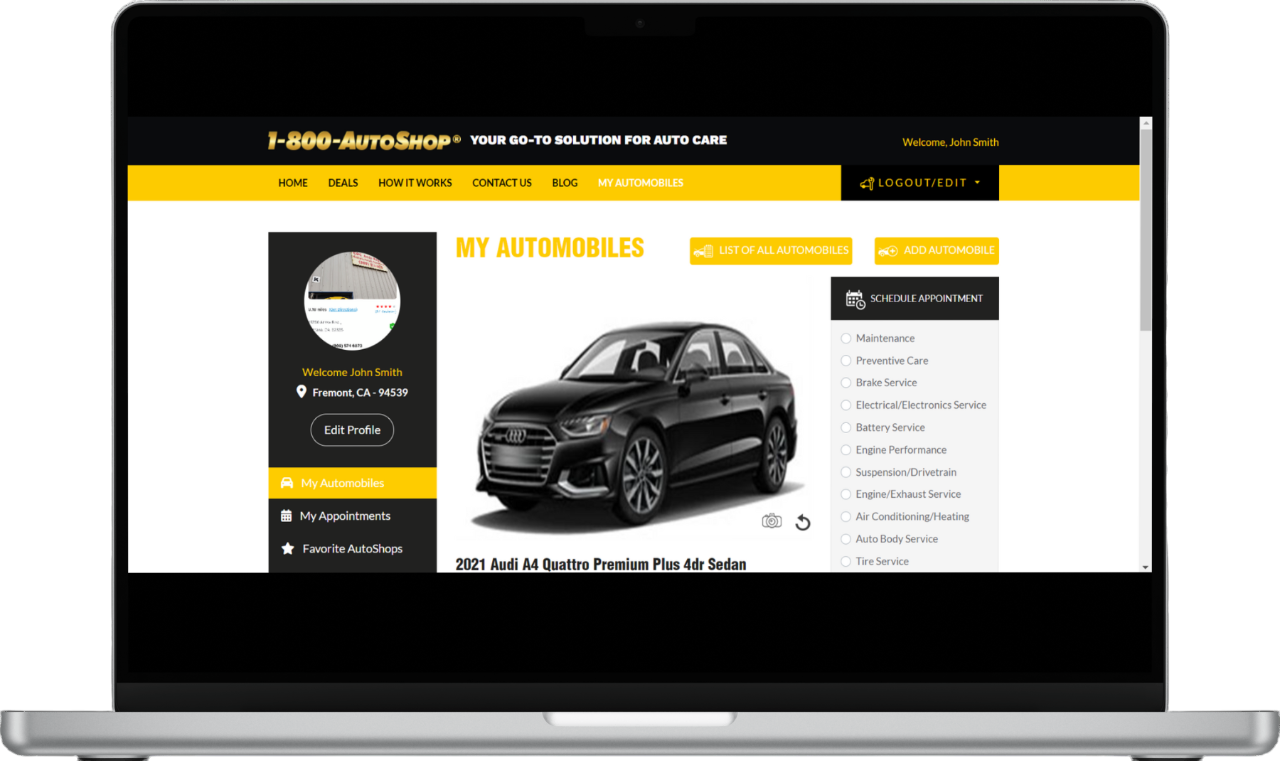 1-800-AUTOSHOP® YOUR GO-TO SOLUTION FOR AUTO CARE
Welcome, John Smith
HOME DEALS HOW IT WORKS CONTACT US BLOG MY AUTOMOBILES
LOGOUT/EDIT
Welcome John Smith
Fremont, CA - 94539
Edit Profile
My Automobiles
My Appointments
Favorite AutoShops
MY AUTOMOBILES
LIST OF ALL AUTOMOBILES
ADD AUTOMOBILE
2021 Audi A4 Quattro Premium Plus 4dr Sedan
SCHEDULE APPOINTMENT
Maintenance
Preventive Care
Brake Service
Electrical/Electronics Service
Battery Service
Engine Performance
Suspension/Drivetrain
Engine/Exhaust Service
Air Conditioning/Heating
Auto Body Service
Tire Service